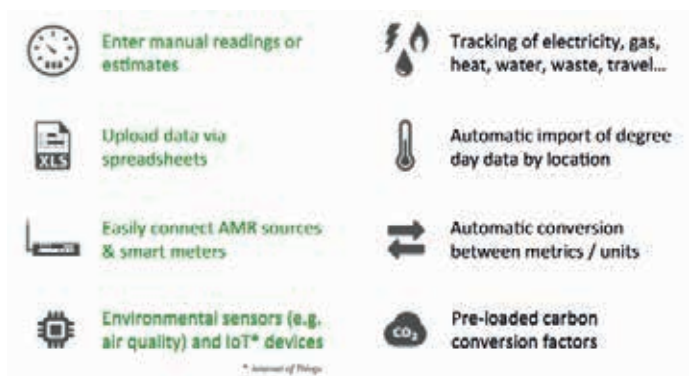 Enter manual readings or
estimates
XLS
Upload data via
spreadsheets
Easily connect AMR sources
& smart meters
Environmental sensors (e.g.
air quality) and IoT* devices
* Internet of Things
Tracking of electricity, gas,
heat, water, waste, travel...
Automatic import of degree
day data by location
Automatic conversion
between metrics / units
CO₂
Pre-loaded carbon
conversion factors